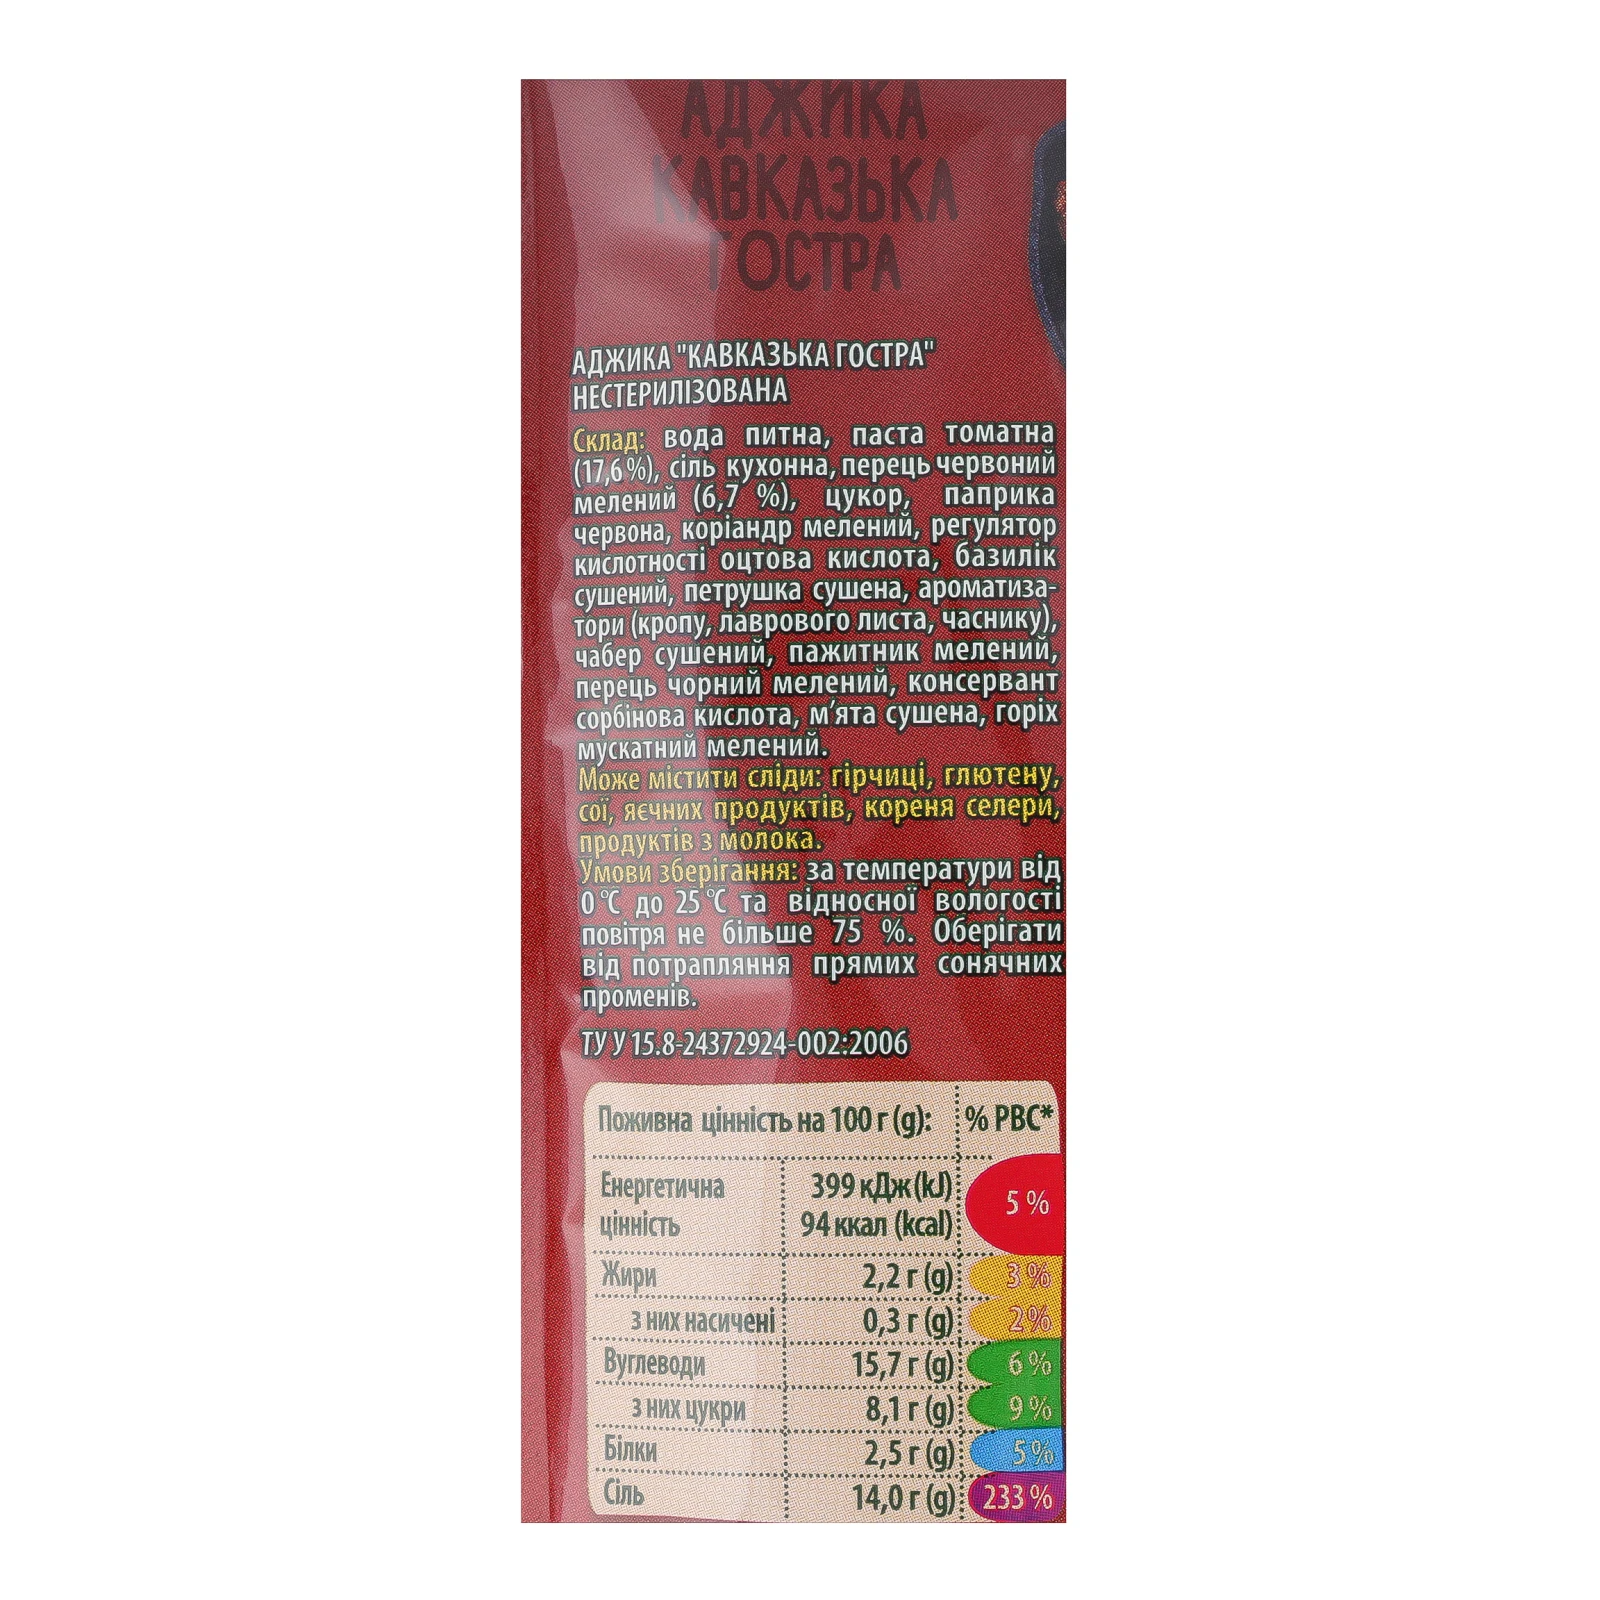 АДЖИКА
КАВКАЗЬКА
ГОСТРА
АДЖИКА "КАВКАЗЬКА ГОСТРА"
НЕСТЕРИЛІЗОВАНА
Склад: вода питна, паста томатна
(17,6 %), сіль кухонна, перець червоний
мелений (6,7 %), цукор, паприка
червона, коріандр мелений, регулятор
кислотності оцтова кислота, базилік
сушений, петрушка сушена, ароматиза-
тори (кропу, лаврового листа, часнику),
чабер сушений, пажитник мелений,
перець чорний мелений, консервант
сорбінова кислота, м'ята сушена, горіх
мускатний мелений.
Може містити сліди: гірчиці, глютену,
сої, яєчних продуктів, кореня селери,
продуктів з молока.
Умови зберігання: за температури від
0 °С до 25 °С та відносної вологості
повітря не більше 75 %. Оберігати
від потрапляння прямих сонячних
променів.
ТУ У 15.8-24372924-002:2006
Поживна цінність на 100 г (g): % РВС*
Енергетична 399 кДж (kJ)
цінність 94 ккал (kcal) 5 %
Жири 2,2 г (g) 3 %
з них насичені 0,3 г (g) 2 %
Вуглеводи 15,7 г (g) 6 %
з них цукри 8,1 г (g) 9 %
Білки 2,5 г (g) 5 %
Сіль 14,0 г (g) 233 %